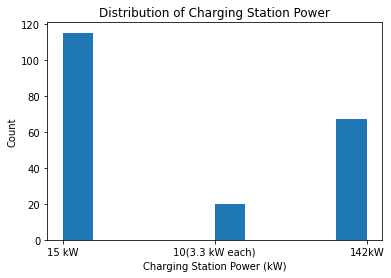 Distribution of Charging Station Power
120
100
80
60
40
20
0
Count
15 kW 10(3.3 kW each) 142kW
Charging Station Power (kW)